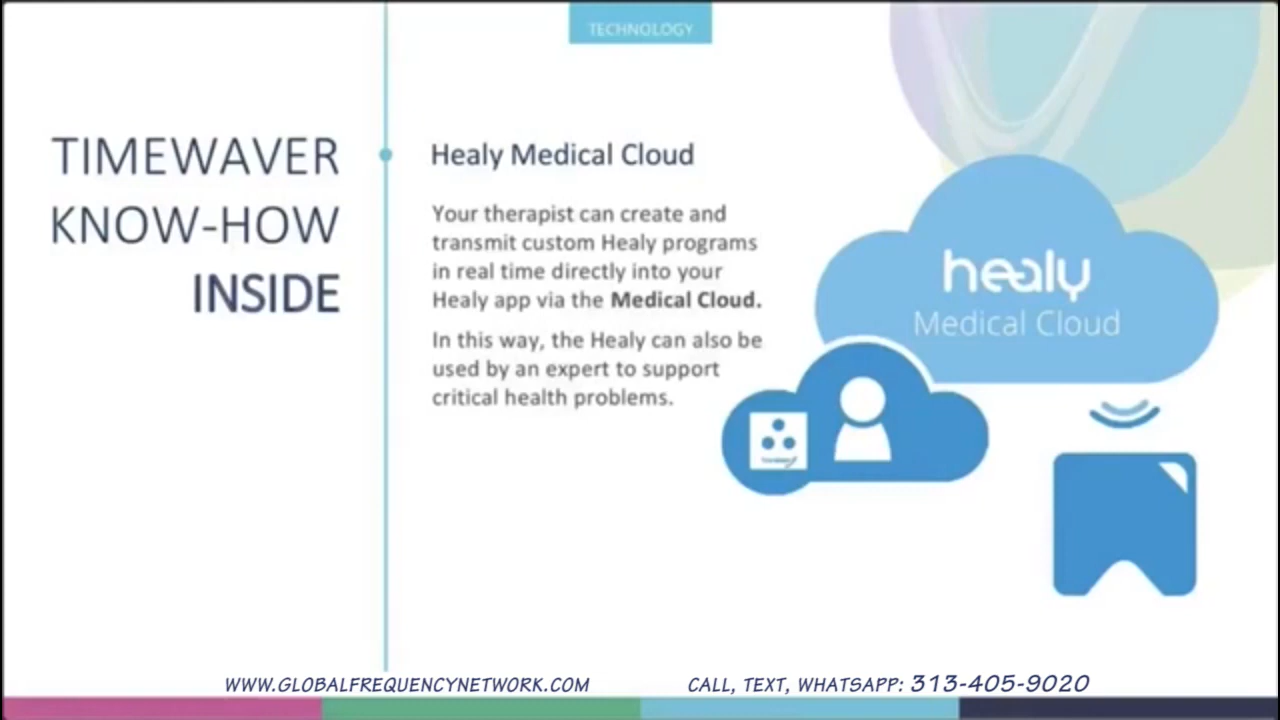 TECHNOLOGY
TIMEWAVER
KNOW-HOW
INSIDE
Healy Medical Cloud
Your therapist can create and
transmit custom Healy programs
in real time directly into your
Healy app via the Medical Cloud.
In this way, the Healy can also be
used by an expert to support
critical health problems.
healy
Medical Cloud
WWW.GLOBALFREQUENCYNETWORK.COM
CALL, TEXT, WHATSAPP: 313-405-9020